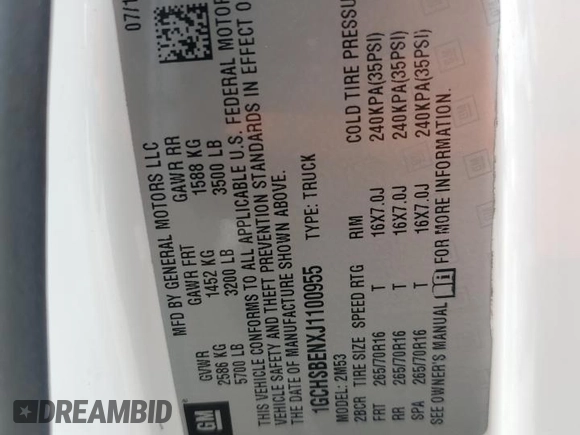 07/1
MFD BY GENERAL MOTORS LLC
GVWR GAWR FRT GAWR RR
2586 KG 1452 KG 1588 KG
5700 LB 3200 LB 3500 LB
THIS VEHICLE CONFORMS TO ALL APPLICABLE U.S. FEDERAL MOTOR
VEHICLE SAFETY AND THEFT PREVENTION STANDARDS IN EFFECT O
THE DATE OF MANUFACTURE SHOWN ABOVE.
1GCHSBENXJ1100955 TYPE: TRUCK
MODEL: 2M53
2BCR TIRE SIZE SPEED RTG RIM COLD TIRE PRESSU
FRT 265/70R16 T 16X7.0J 240KPA(35PSI)
RR 265/70R16 T 16X7.0J 240KPA(35PSI)
SPA 265/70R16 T 16X7.0J 240KPA(35PSI)
SEE OWNER'S MANUAL i FOR MORE INFORMATION.
GM
1DREAMBID